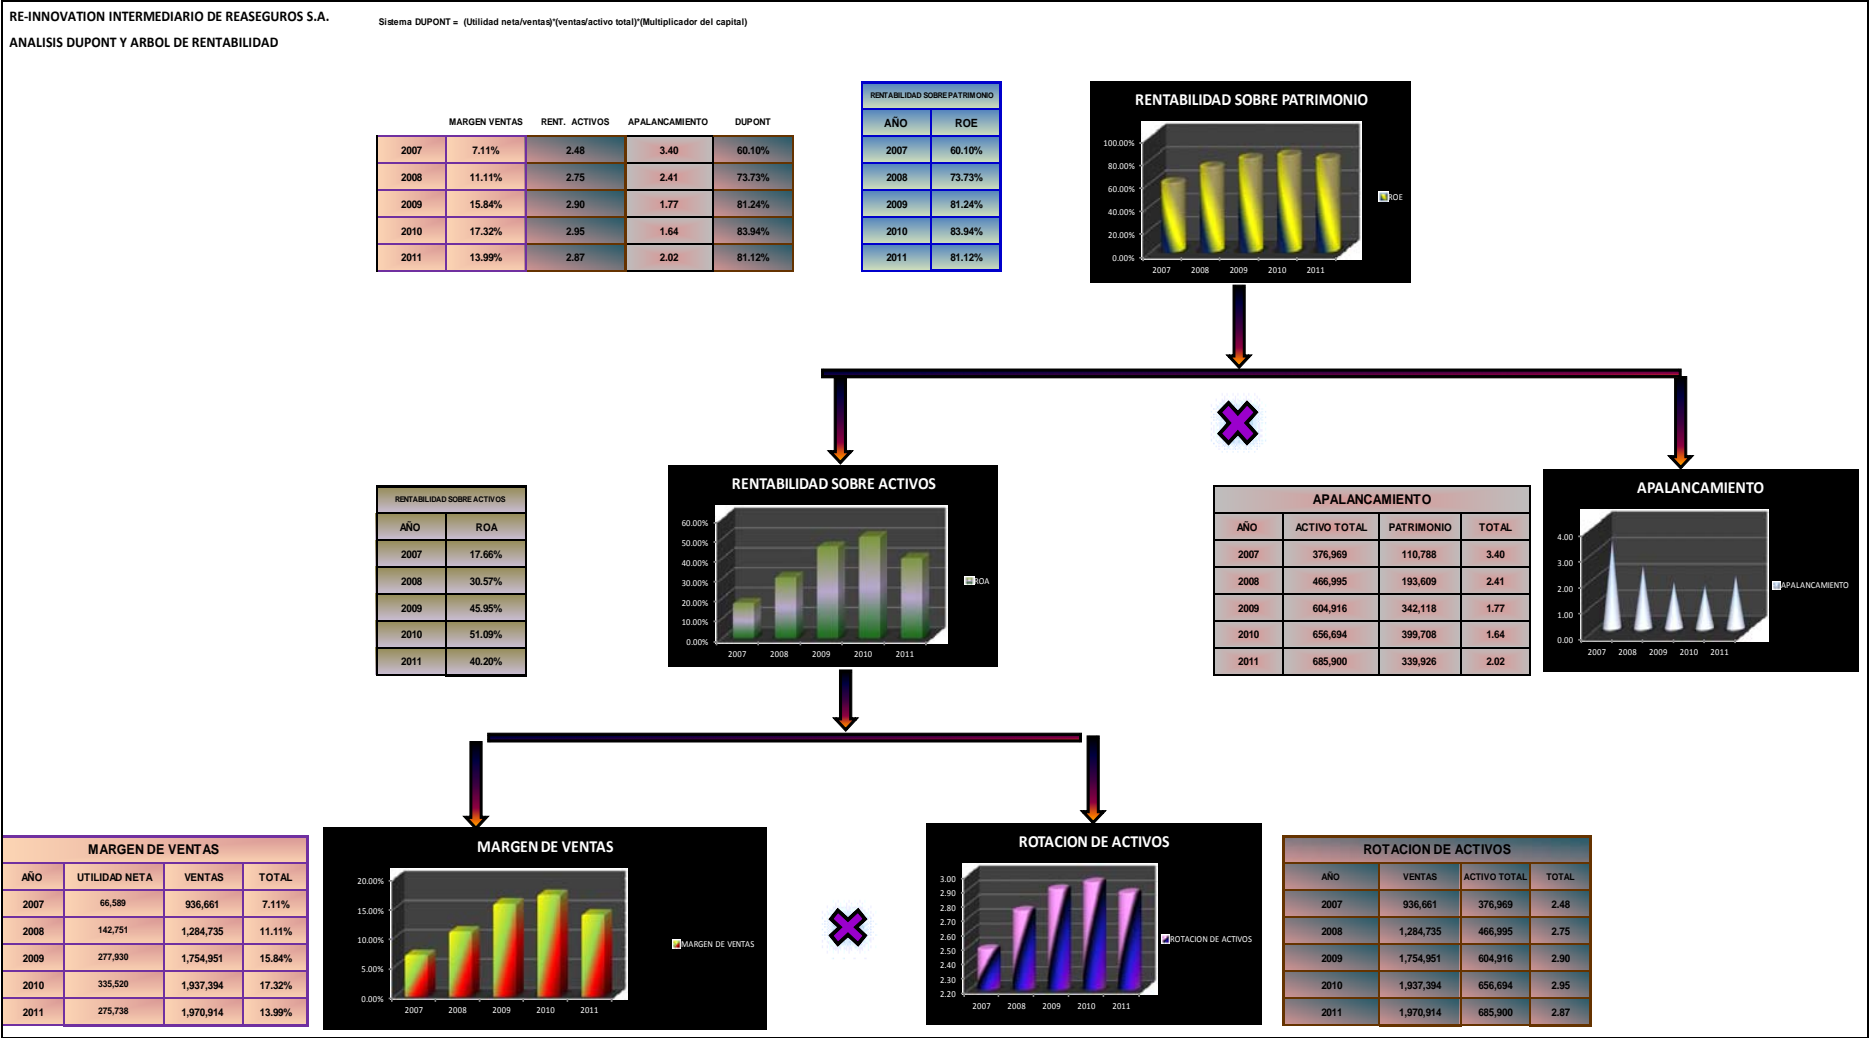 RE-INNOVATION INTERMEDIARIO DE REASEGUROS S.A.
Sistema DUPONT = (Utilidad neta/ventas)*(ventas/activo total)*(Multiplicador del capital)
ANALISIS DUPONT Y ARBOL DE RENTABILIDAD
MARGEN VENTAS RENT. ACTIVOS APALANCAMIENTO DUPONT
2007 7.11% 2.48 3.40 60.10%
2008 11.11% 2.75 2.41 73.73%
2009 15.84% 2.90 1.77 81.24%
2010 17.32% 2.95 1.64 83.94%
2011 13.99% 2.87 2.02 81.12%
RENTABILIDAD SOBRE PATRIMONIO
AÑO ROE
2007 60.10%
2008 73.73%
2009 81.24%
2010 83.94%
2011 81.12%
RENTABILIDAD SOBRE PATRIMONIO
100.00%
80.00%
60.00%
40.00%
20.00%
0.00%
2007 2008 2009 2010 2011
ROE
RENTABILIDAD SOBRE ACTIVOS
AÑO ROA
2007 17.66%
2008 30.57%
2009 45.95%
2010 51.09%
2011 40.20%
RENTABILIDAD SOBRE ACTIVOS
60.00%
50.00%
40.00%
30.00%
20.00%
10.00%
0.00%
2007 2008 2009 2010 2011
ROA
APALANCAMIENTO
AÑO ACTIVO TOTAL PATRIMONIO TOTAL
2007 376,969 110,788 3.40
2008 466,995 193,609 2.41
2009 604,916 342,118 1.77
2010 656,694 399,708 1.64
2011 685,900 339,926 2.02
APALANCAMIENTO
4.00
3.00
2.00
1.00
0.00
2007 2008 2009 2010 2011
APALANCAMIENTO
MARGEN DE VENTAS
AÑO UTILIDAD NETA VENTAS TOTAL
2007 66,589 936,661 7.11%
2008 142,751 1,284,735 11.11%
2009 277,930 1,754,951 15.84%
2010 335,520 1,937,394 17.32%
2011 275,738 1,970,914 13.99%
MARGEN DE VENTAS
20.00%
15.00%
10.00%
5.00%
0.00%
2007 2008 2009 2010 2011
MARGEN DE VENTAS
ROTACION DE ACTIVOS
3.00
2.90
2.80
2.70
2.60
2.50
2.40
2.30
2.20
2007 2008 2009 2010 2011
ROTACION DE ACTIVOS
ROTACION DE ACTIVOS
AÑO VENTAS ACTIVO TOTAL TOTAL
2007 936,661 376,969 2.48
2008 1,284,735 466,995 2.75
2009 1,754,951 604,916 2.90
2010 1,937,394 656,694 2.95
2011 1,970,914 685,900 2.87